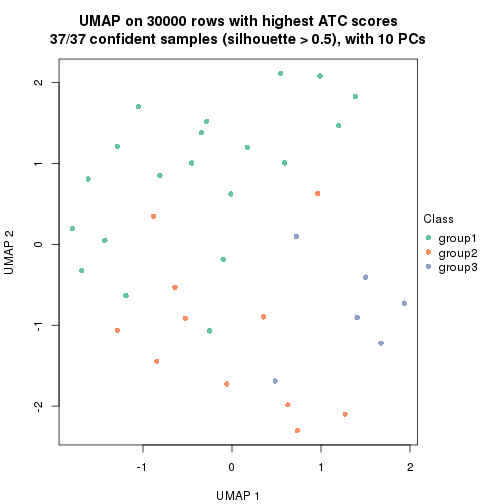 UMAP on 30000 rows with highest ATC scores
37/37 confident samples (silhouette > 0.5), with 10 PCs
2
1
0
-1
-2
UMAP 2
-1
0
1
2
UMAP 1
Class
group1
group2
group3